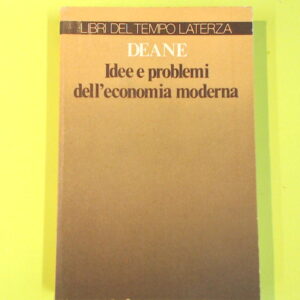 LIBRI DEL TEMPO LATERZA
DEANE
Idee e problemi
dell'economia moderna